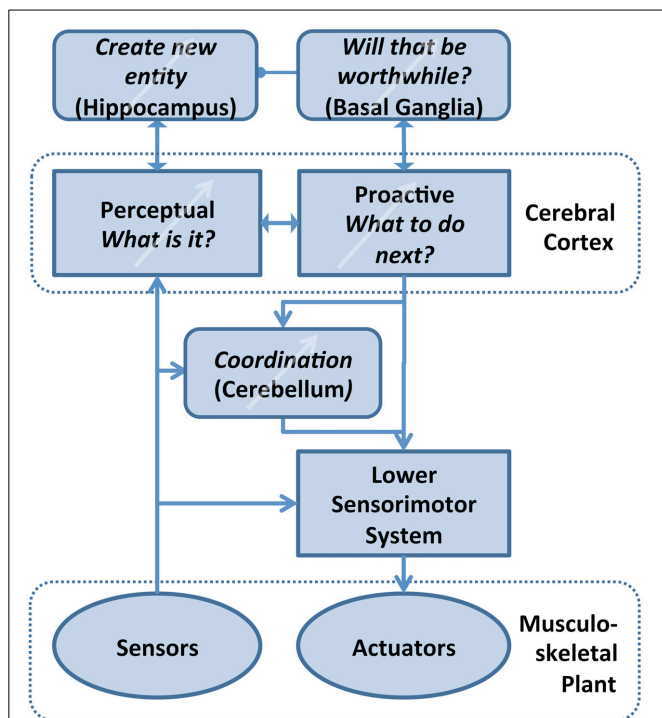 Create new
entity
(Hippocampus)
Will that be
worthwhile?
(Basal Ganglia)
Perceptual
What is it?
Proactive
What to do
next?
Cerebral
Cortex
Coordination
(Cerebellum)
Lower
Sensorimotor
System
Sensors
Actuators
Musculo-
skeletal
Plant